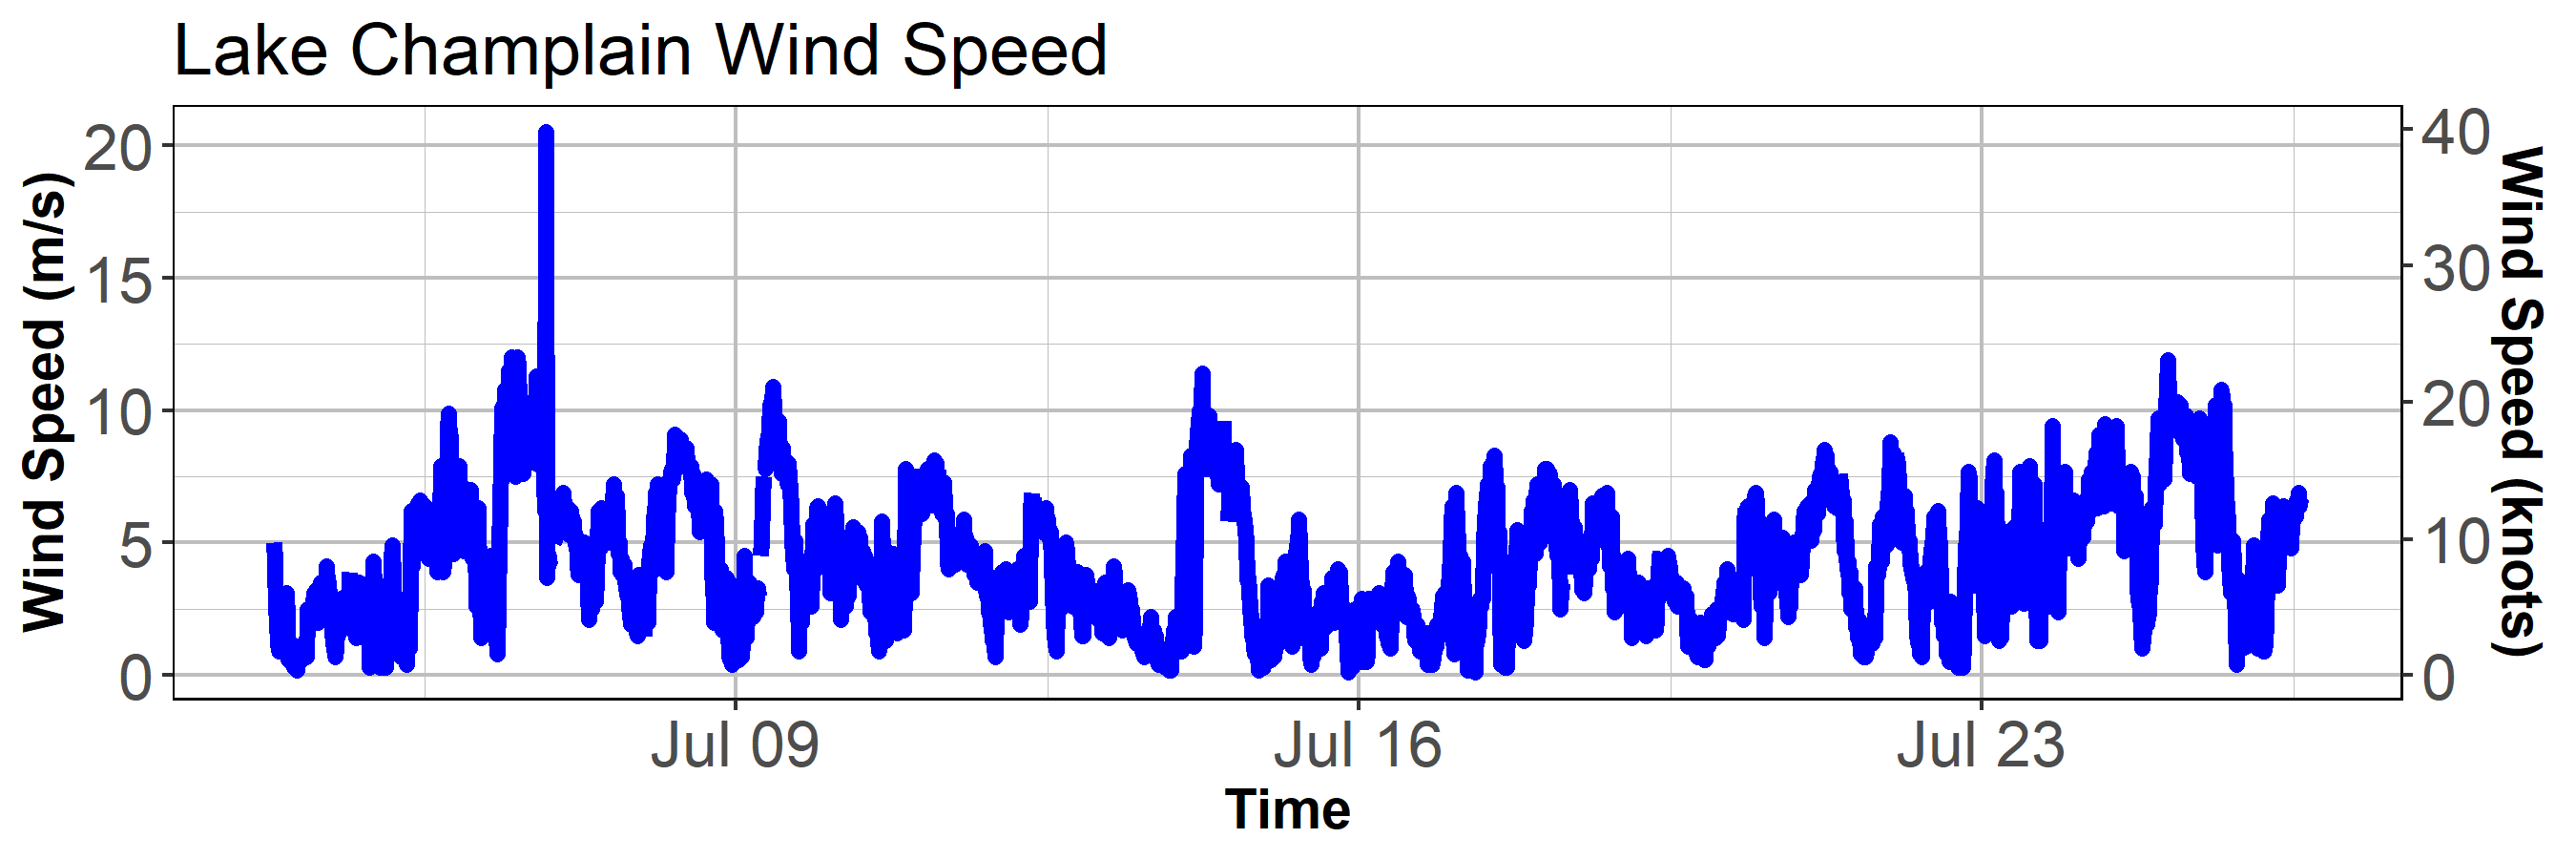 Lake Champlain Wind Speed
Wind Speed (m/s)
20
15
10
5
0
40
30
20
10
0
Wind Speed (knots)
Jul 09
Jul 16
Jul 23
Time